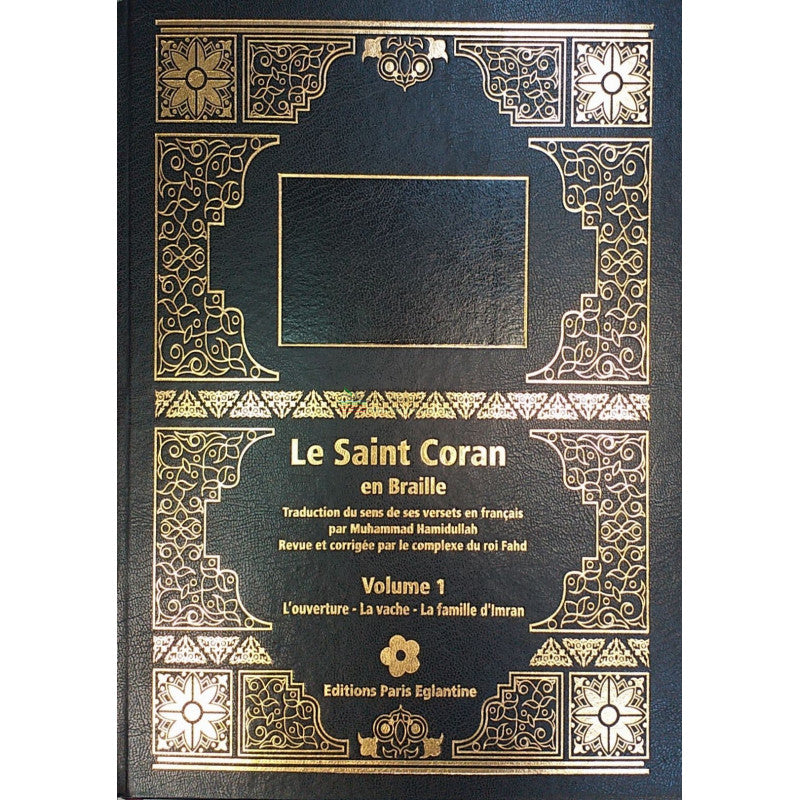 Le Saint Coran
en Braille
Traduction du sens de ses versets en français
par Muhammad Hamidullah
Revue et corrigée par le complexe du roi Fahd
Volume 1
L'ouverture - La vache - La famille d'Imran
Editions Paris Eglantine